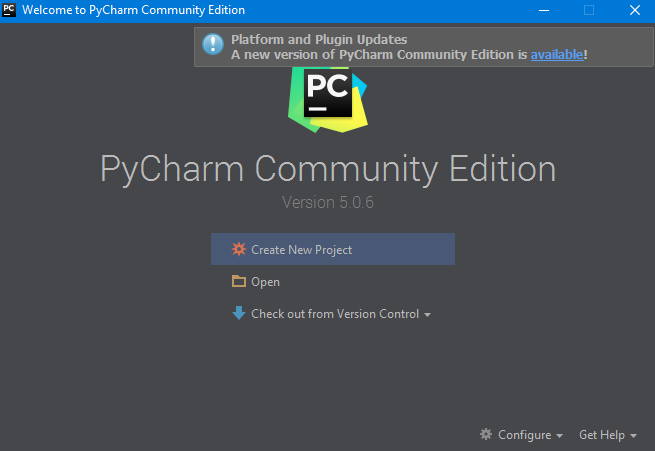 PC Welcome to PyCharm Community Edition
Platform and Plugin Updates
A new version of PyCharm Community Edition is available!
PC
PyCharm Community Edition
Version 5.0.6
Create New Project
Open
Check out from Version Control
Configure Get Help